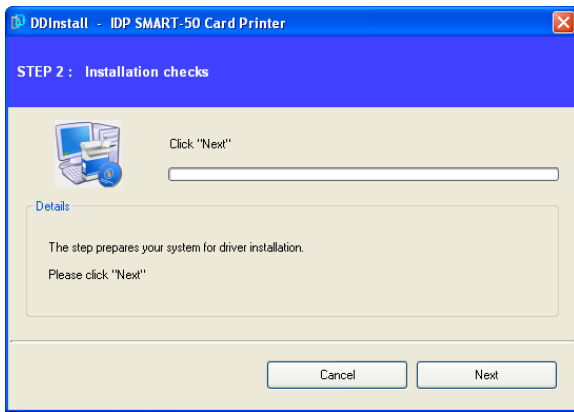 DDInstall - IDP SMART-50 Card Printer
STEP 2 : Installation checks
Click "Next"
Details
The step prepares your system for driver installation.
Please click "Next"
Cancel
Next